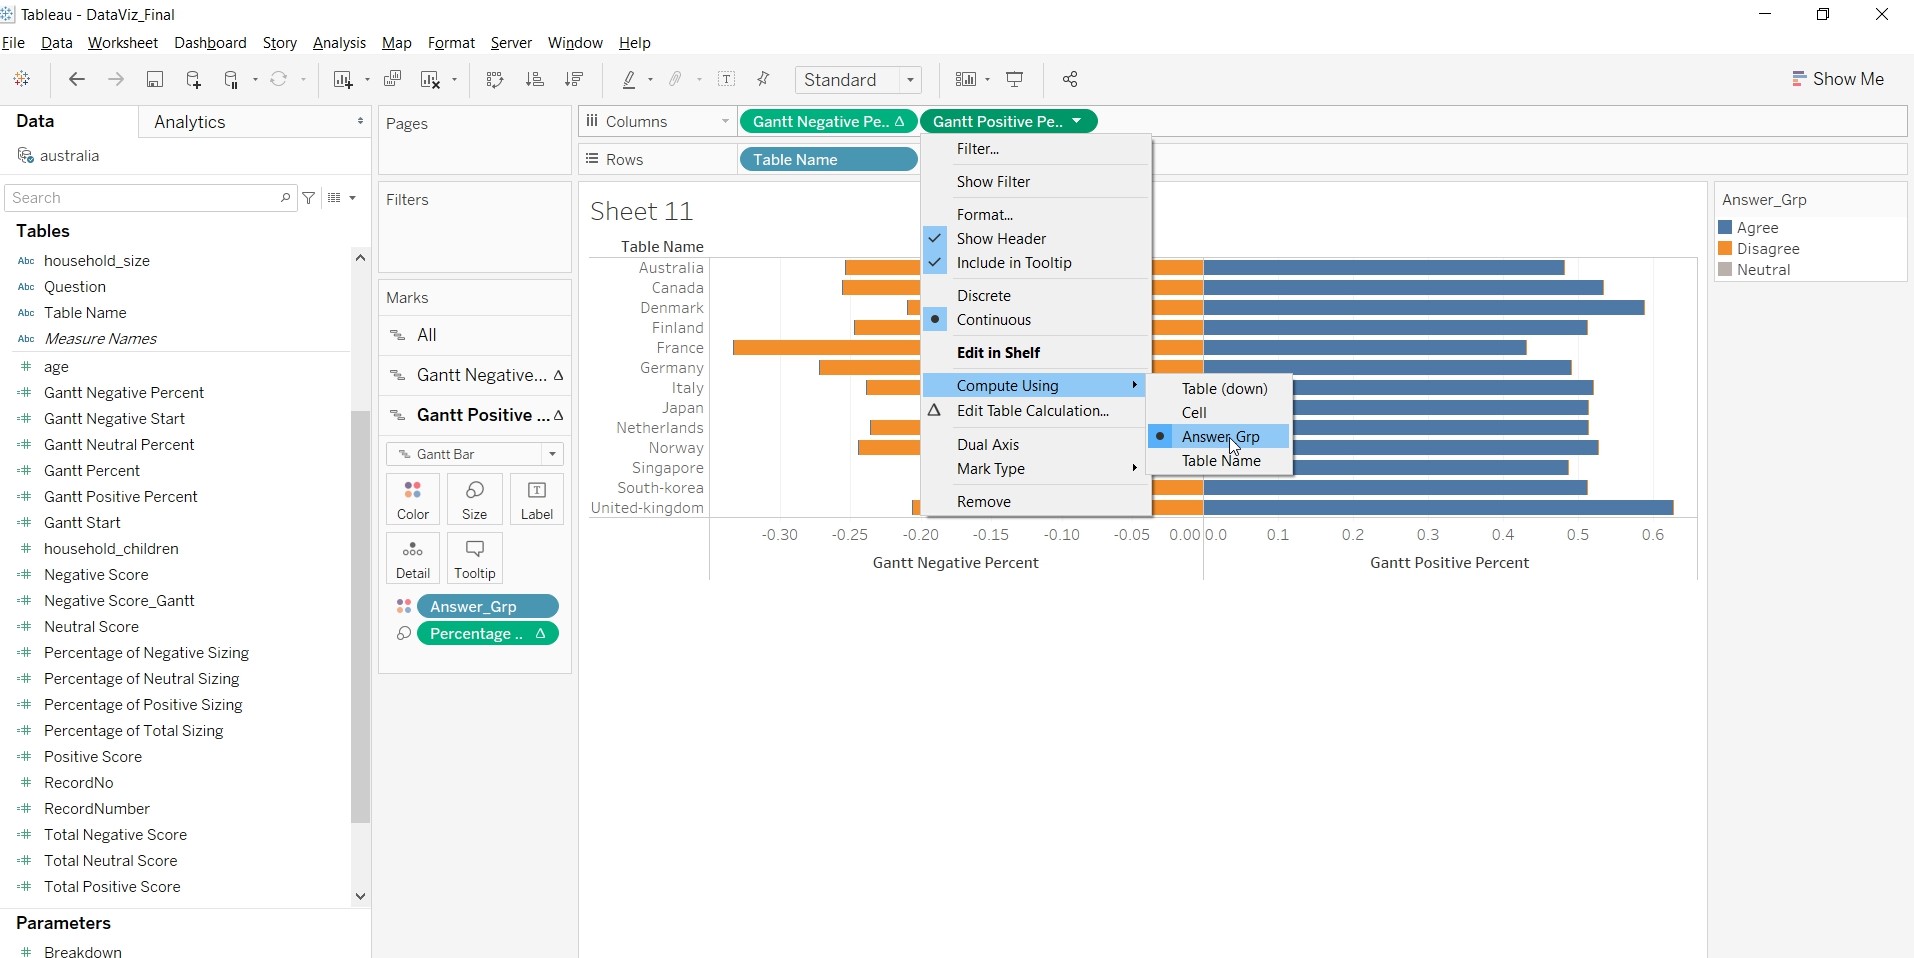 Tableau - DataViz_Final
File Data Worksheet Dashboard Story Analysis Map Format Server Window Help
Standard
Show Me
Data
Analytics
australia
Search
Tables
Abc household_size
Abc Question
Abc Table Name
Abc Measure Names
# age
=# Gantt Negative Percent
=# Gantt Negative Start
=# Gantt Neutral Percent
=# Gantt Percent
=# Gantt Positive Percent
=# Gantt Start
# household_children
=# Negative Score
=# Negative Score_Gantt
=# Neutral Score
=# Percentage of Negative Sizing
=# Percentage of Neutral Sizing
=# Percentage of Positive Sizing
=# Percentage of Total Sizing
=# Positive Score
# RecordNo
=# RecordNumber
=# Total Negative Score
=# Total Neutral Score
=# Total Positive Score
Parameters
# Breakdown
Pages
Filters
Marks
All
Gantt Negative... Δ
Gantt Positive ... Δ
Gantt Bar
Color Size Label
Detail Tooltip
Answer_Grp
Percentage .. Δ
Columns
Gantt Negative Pe.. Δ
Gantt Positive Pe..
Rows
Table Name
Sheet 11
Table Name
Australia
Canada
Denmark
Finland
France
Germany
Italy
Japan
Netherlands
Norway
Singapore
South-korea
United-kingdom
-0.30 -0.25 -0.20 -0.15 -0.10 -0.05 0.00
Gantt Negative Percent
0.0 0.1 0.2 0.3 0.4 0.5 0.6
Gantt Positive Percent
Filter...
Show Filter
Format...
Show Header
Include in Tooltip
Discrete
Continuous
Edit in Shelf
Compute Using
Δ Edit Table Calculation...
Dual Axis
Mark Type
Remove
Table (down)
Cell
Answer_Grp
Table Name
Answer_Grp
Agree
Disagree
Neutral